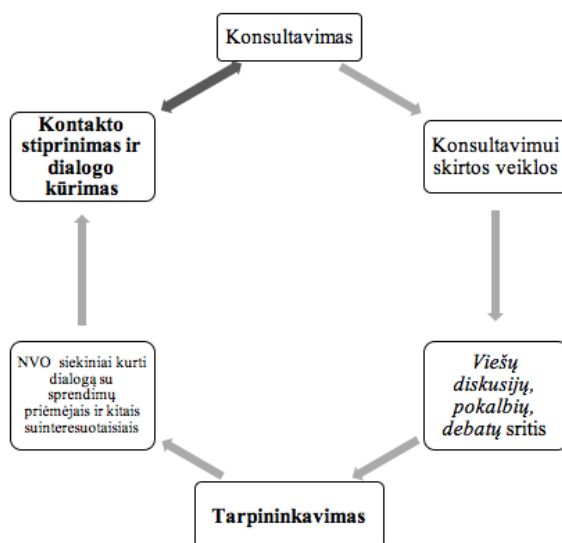 Konsultavimas
Kontakto
stiprinimas ir
dialogo
kūrimas
Konsultavimui
skirtos veiklos
NVO siekiniai kurti
dialogą su
sprendimų
priėmėjais ir kitais
suinteresuotaisiais
Viešų
diskusijų,
pokalbių,
debatų sritis
Tarpininkavimas